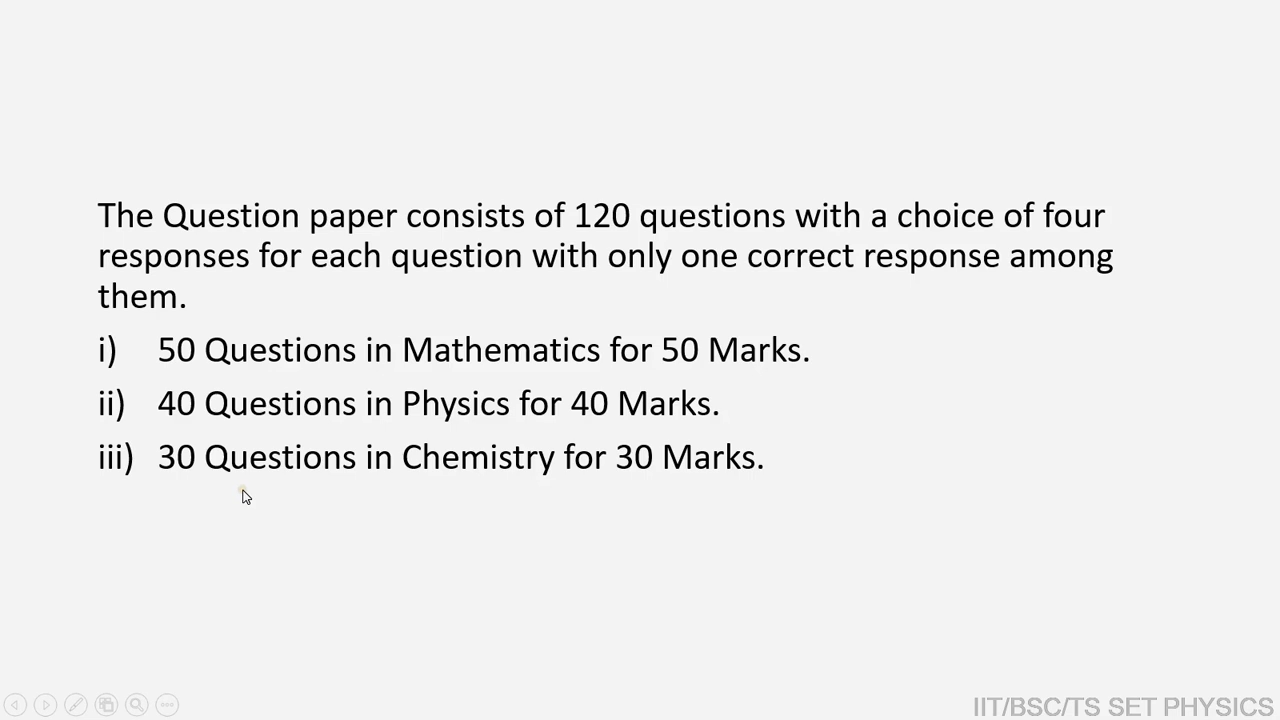 The Question paper consists of 120 questions with a choice of four
responses for each question with only one correct response among
them.
i) 50 Questions in Mathematics for 50 Marks.
ii) 40 Questions in Physics for 40 Marks.
iii) 30 Questions in Chemistry for 30 Marks.
IIT/BSC/TS SET PHYSICS